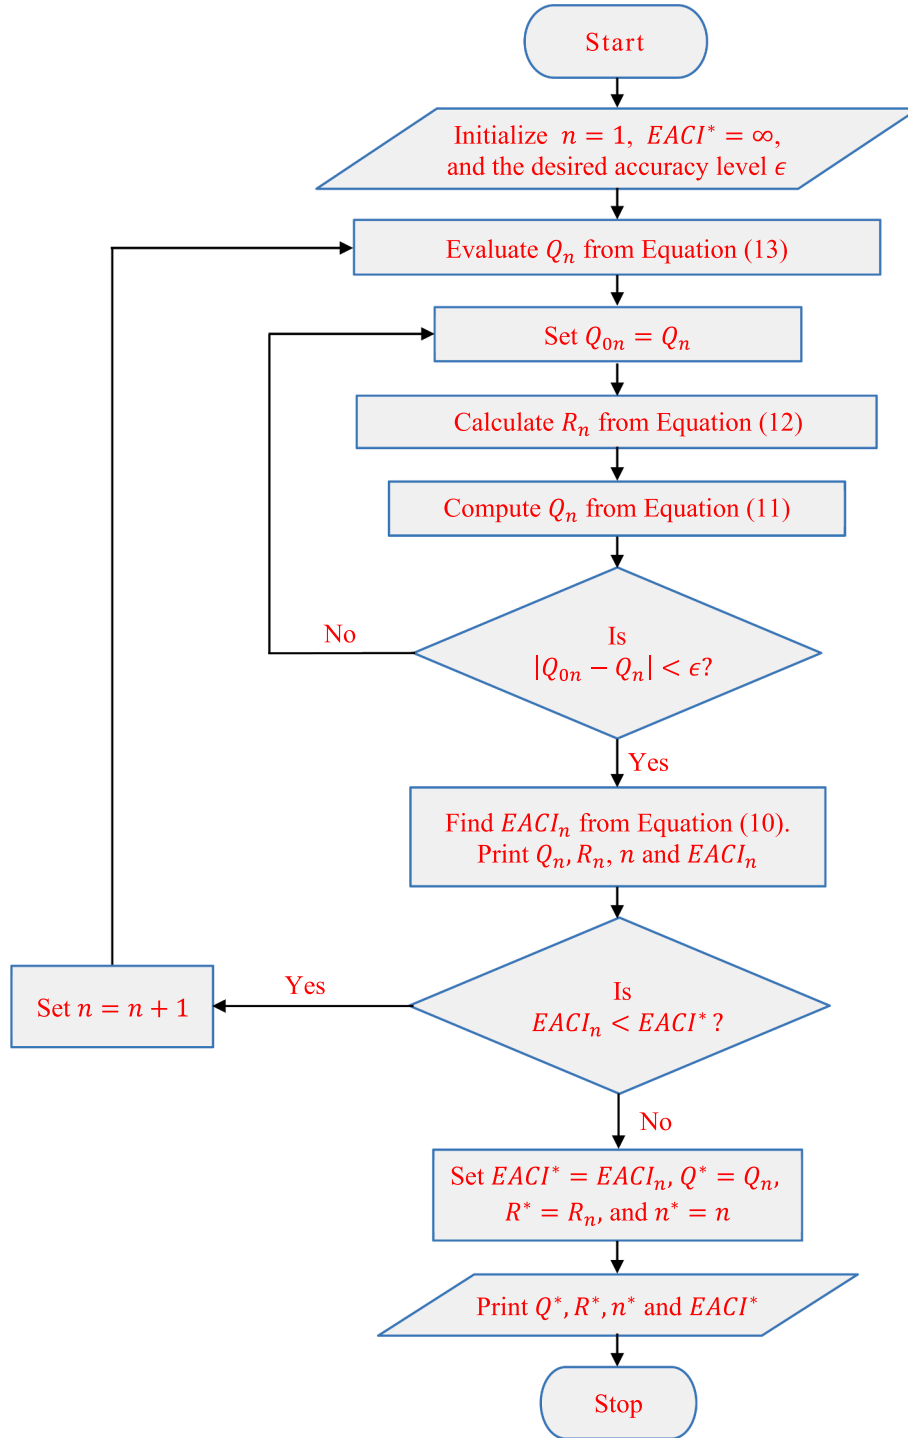 Start
Initialize n = 1, EACI* = ∞,
and the desired accuracy level ϵ
Evaluate Qₙ from Equation (13)
Set Q₀ₙ = Qₙ
Calculate Rₙ from Equation (12)
Compute Qₙ from Equation (11)
No
Is
|Q₀ₙ − Qₙ| < ϵ?
Yes
Find EACIₙ from Equation (10).
Print Qₙ, Rₙ, n and EACIₙ
Yes
Set n = n + 1
Is
EACIₙ < EACI* ?
No
Set EACI* = EACIₙ, Q* = Qₙ,
R* = Rₙ, and n* = n
Print Q*, R*, n* and EACI*
Stop